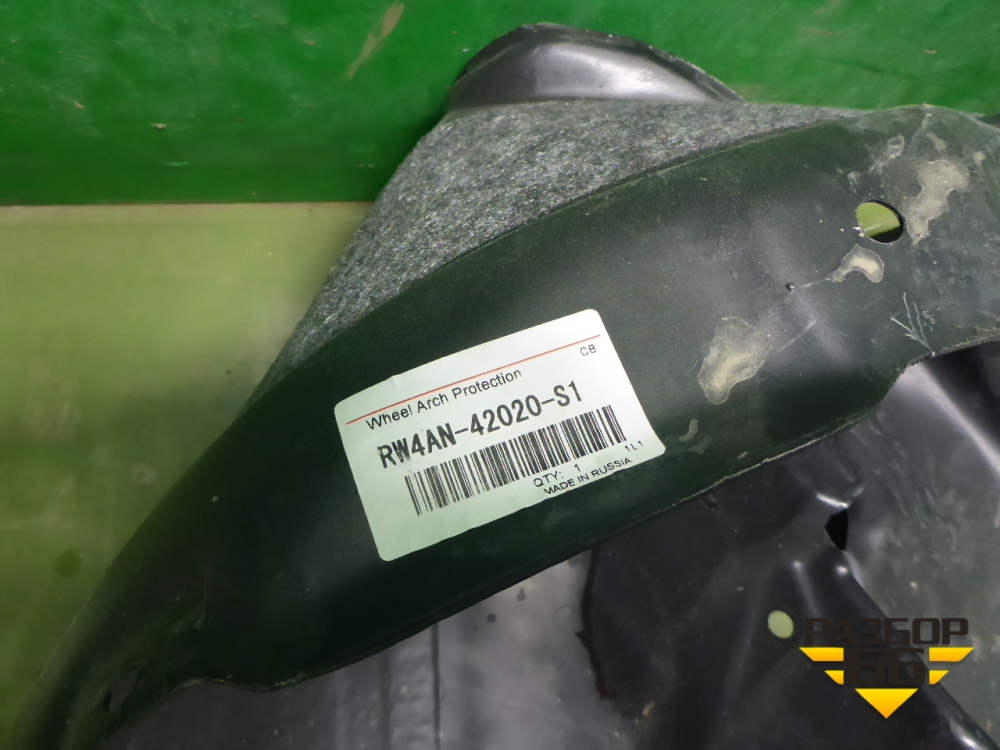 CB
Wheel Arch Protection
RW4AN-42020-S1
QTY: 1 1L1
MADE IN RUSSIA
РАЗБОР
66